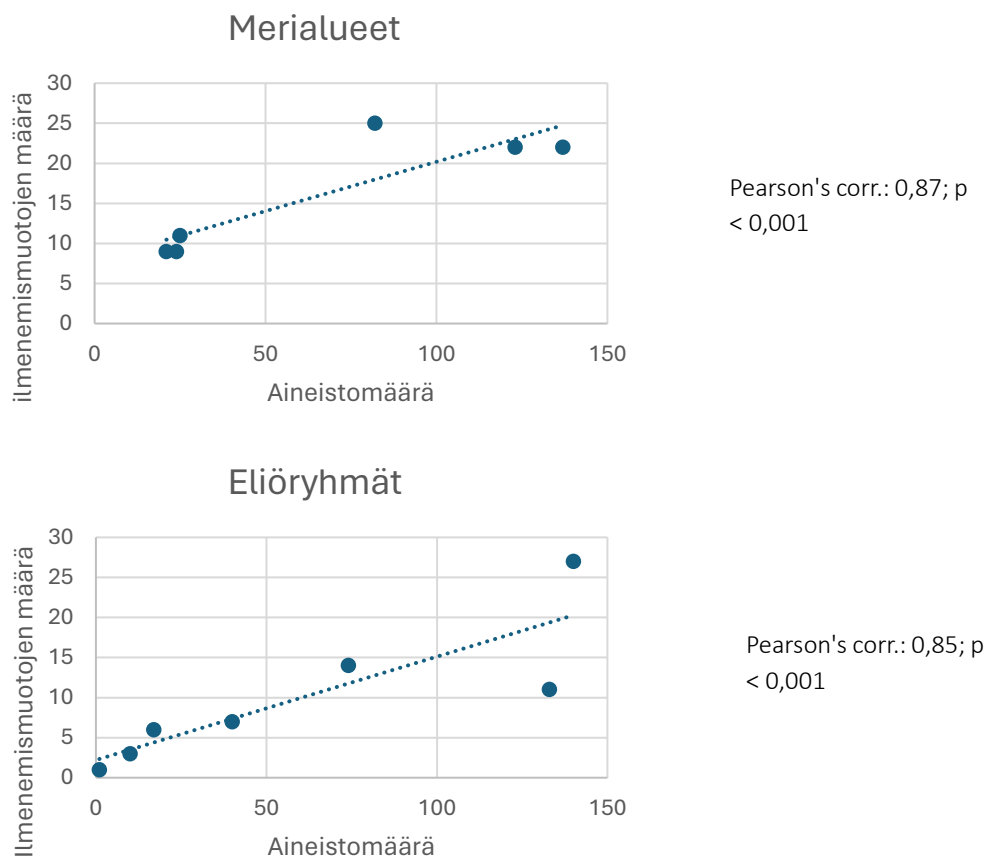 Merialueet
ilmenemismuotojen määrä
30
25
20
15
10
5
0
0 50 100 150
Aineistomäärä
Pearson's corr.: 0,87; p
< 0,001
Eliöryhmät
Ilmenemismuotojen määrä
30
25
20
15
10
5
0
0 50 100 150
Aineistomäärä
Pearson's corr.: 0,85; p
< 0,001